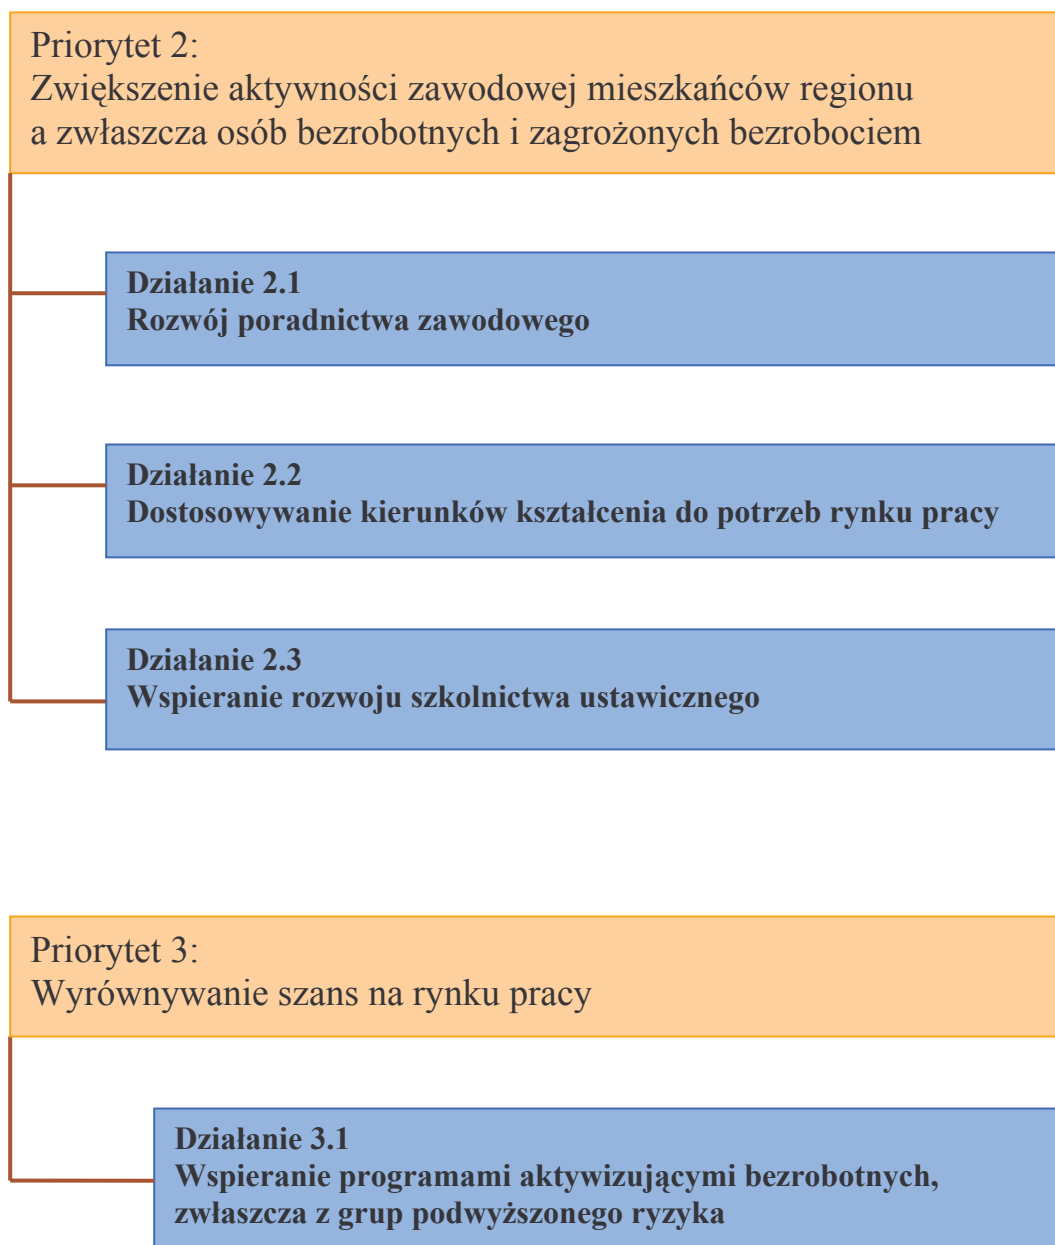 Priorytet 2:
Zwiększenie aktywności zawodowej mieszkańców regionu
a zwłaszcza osób bezrobotnych i zagrożonych bezrobociem
Działanie 2.1
Rozwój poradnictwa zawodowego
Działanie 2.2
Dostosowywanie kierunków kształcenia do potrzeb rynku pracy
Działanie 2.3
Wspieranie rozwoju szkolnictwa ustawicznego
Priorytet 3:
Wyrównywanie szans na rynku pracy
Działanie 3.1
Wspieranie programami aktywizującymi bezrobotnych,
zwłaszcza z grup podwyższonego ryzyka